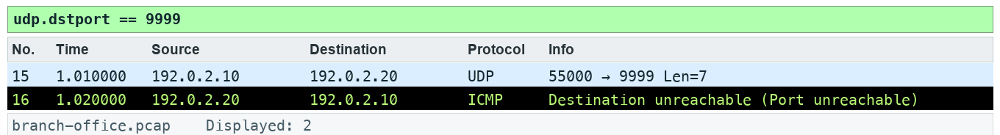 udp.dstport == 9999
No. Time Source Destination Protocol Info
15 1.010000 192.0.2.10 192.0.2.20 UDP 55000 → 9999 Len=7
16 1.020000 192.0.2.20 192.0.2.10 ICMP Destination unreachable (Port unreachable)
branch-office.pcap Displayed: 2